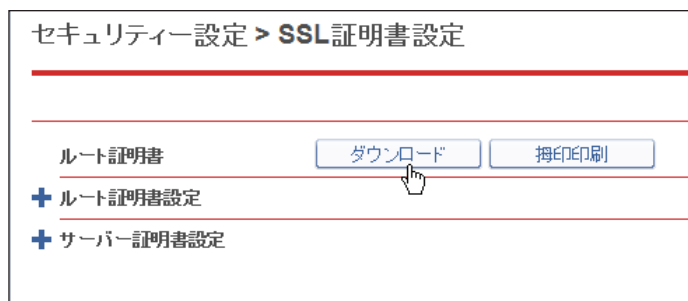 セキュリティー設定 > SSL証明書設定
ルート証明書 ダウンロード 拇印印刷
ルート証明書設定
サーバー証明書設定